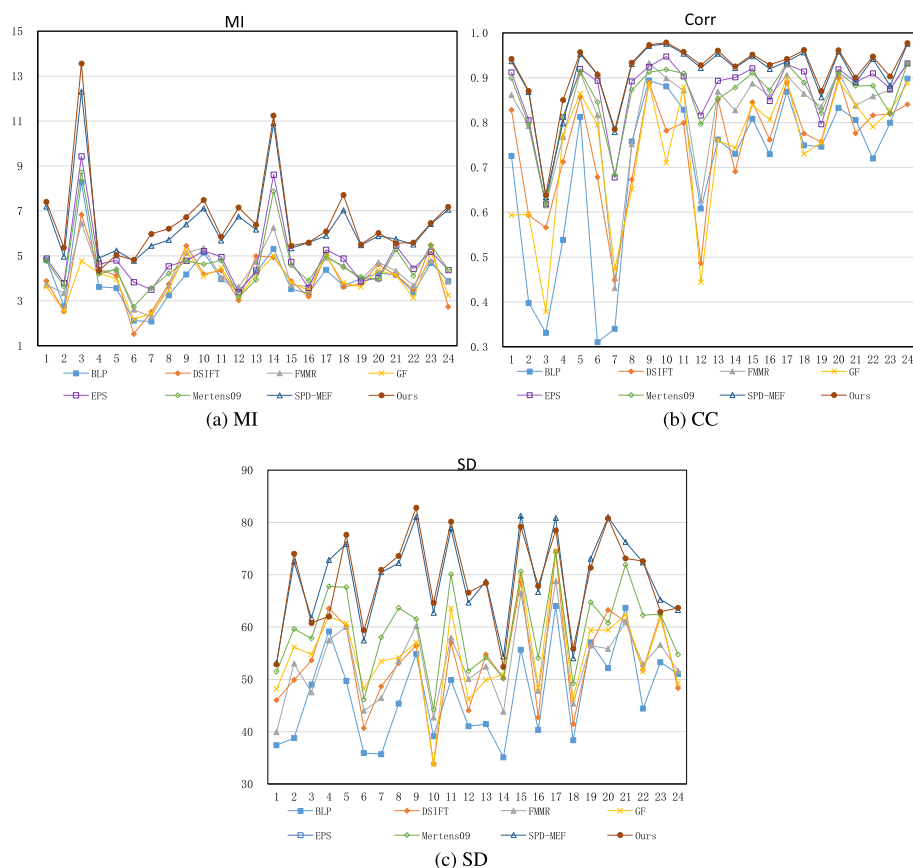 MI
15
13
11
9
7
5
3
1
1 2 3 4 5 6 7 8 9 10 11 12 13 14 15 16 17 18 19 20 21 22 23 24
BLP DSIFT FMMR GF
EPS Mertens09 SPD-MEF Ours
(a) MI
Corr
1.0
0.9
0.8
0.7
0.6
0.5
0.4
0.3
1 2 3 4 5 6 7 8 9 10 11 12 13 14 15 16 17 18 19 20 21 22 23 24
BLP DSIFT FMMR GF
EPS Mertens09 SPD-MEF Ours
(b) CC
SD
90
80
70
60
50
40
30
1 2 3 4 5 6 7 8 9 10 11 12 13 14 15 16 17 18 19 20 21 22 23 24
BLP DSIFT FMMR GF
EPS Mertens09 SPD-MEF Ours
(c) SD